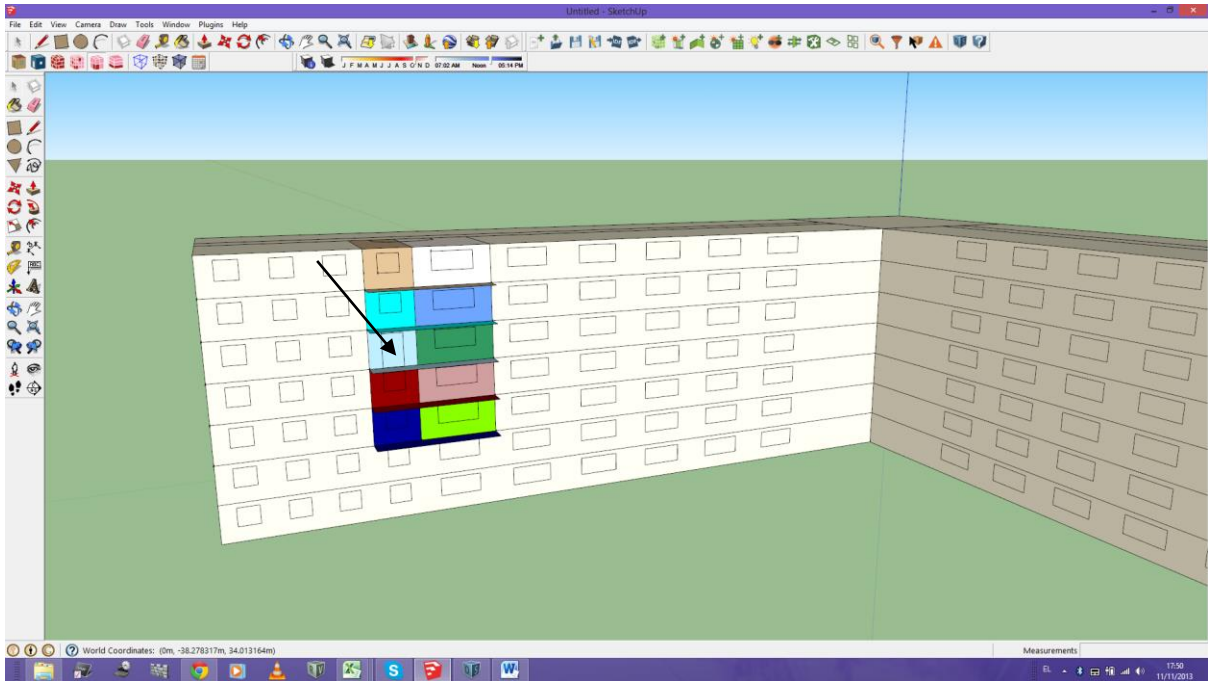 Untitled - SketchUp
File Edit View Camera Draw Tools Window Plugins Help
J F M A M J J A S O N D 07:02 AM Noon 05:14 PM
World Coordinates: (0m, -38.278317m, 34.013164m)
Measurements
EL 17:50
11/11/2013